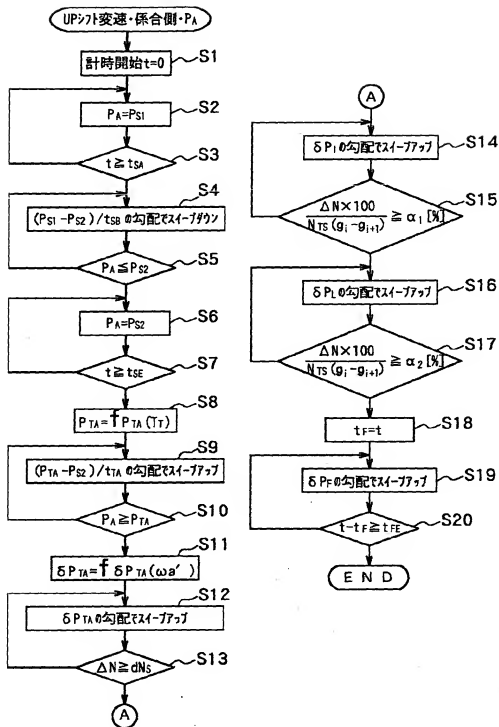 UPシフト変速・係合側・PA
計時開始t=0
S1
PA=PS1
S2
t≧tSA
S3
(PS1-PS2)/tSBの勾配でスイープダウン
S4
PA≦PS2
S5
PA=PS2
S6
t≧tSE
S7
PTA=fPTA(TT)
S8
(PTA-PS2)/tTAの勾配でスイープアップ
S9
PA≧PTA
S10
δPTA=fδPTA(ωa')
S11
δPTAの勾配でスイープアップ
S12
ΔN≧dNS
S13
A
A
δPIの勾配でスイープアップ
S14
ΔN×100
NTS(gi-gi+1)
≧α1[%]
S15
δPLの勾配でスイープアップ
S16
ΔN×100
NTS(gi-gi+1)
≧α2[%]
S17
tF=t
S18
δPFの勾配でスイープアップ
S19
t-tF≧tFE
S20
END